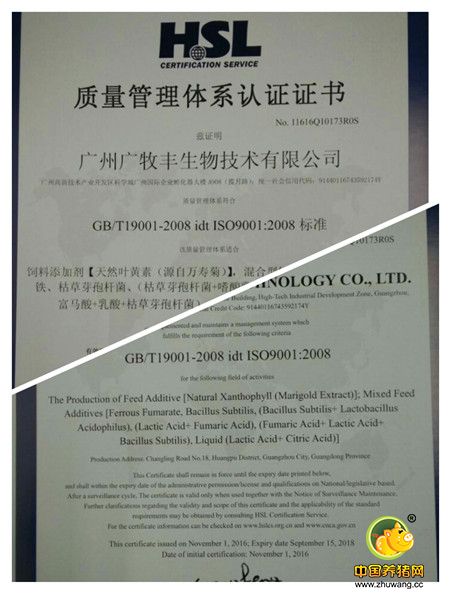 HSL
CERTIFICATION SERVICE
质量管理体系认证证书
No. 11616Q10173R0S
兹证明
广州广牧丰生物技术有限公司
质量管理体系符合
GB/T19001-2008 idt ISO9001:2008 标准
该质量管理体系适合
Q10173R0S
饲料添加剂【天然叶黄素(源自万寿菊)】,混合型
铁、枯草芽孢杆菌、(枯草芽孢杆菌+嗜酸
富马酸+乳酸+枯草芽孢杆菌)
HNOLOGY CO., LTD.
Building, High-Tech Industrial Development Zone, Guangzhou,
Credit Code: 91440116743592174Y
and maintains a management system which
fulfills the requirement of the following criteria
GB/T19001-2008 idt ISO9001:2008
for the following field of activities
The Production of Feed Additive [Natural Xanthophyll (Marigold Extract)]; Mixed Feed
Additives [Ferrous Fumarate, Bacillus Subtilis, (Bacillus Subtilis+ Lactobacillus
Acidophilus), (Lactic Acid+ Fumaric Acid), (Fumaric Acid+ Lactic Acid+
Bacillus Subtilis), Liquid (Lactic Acid+ Citric Acid)]
Production Address: Changling Road No.18, Huangpu District, Guangzhou City, Guangdong Province
This Certificate shall remain in force until the expiry date printed below,
and shall within the expiry date of the administrative permission/license and qualifications on National-legislative based.
After a surveillance cycle, The certificate is valid only when used together with the Notice of Surveillance Maintenance.
Further clarifications regarding the validity and scope of this certificate and the applicability of the standard
requirements may be obtained by consulting HSL Certification Service.
For the certificate information can be checked on www.hslcs.org.cn and www.cnca.gov.cn
This certificate issued on November 1, 2016; Expiry date September 15, 2018
Date of initial certification: November 1, 2016
®
中国养猪网
www.zhuwang.cc